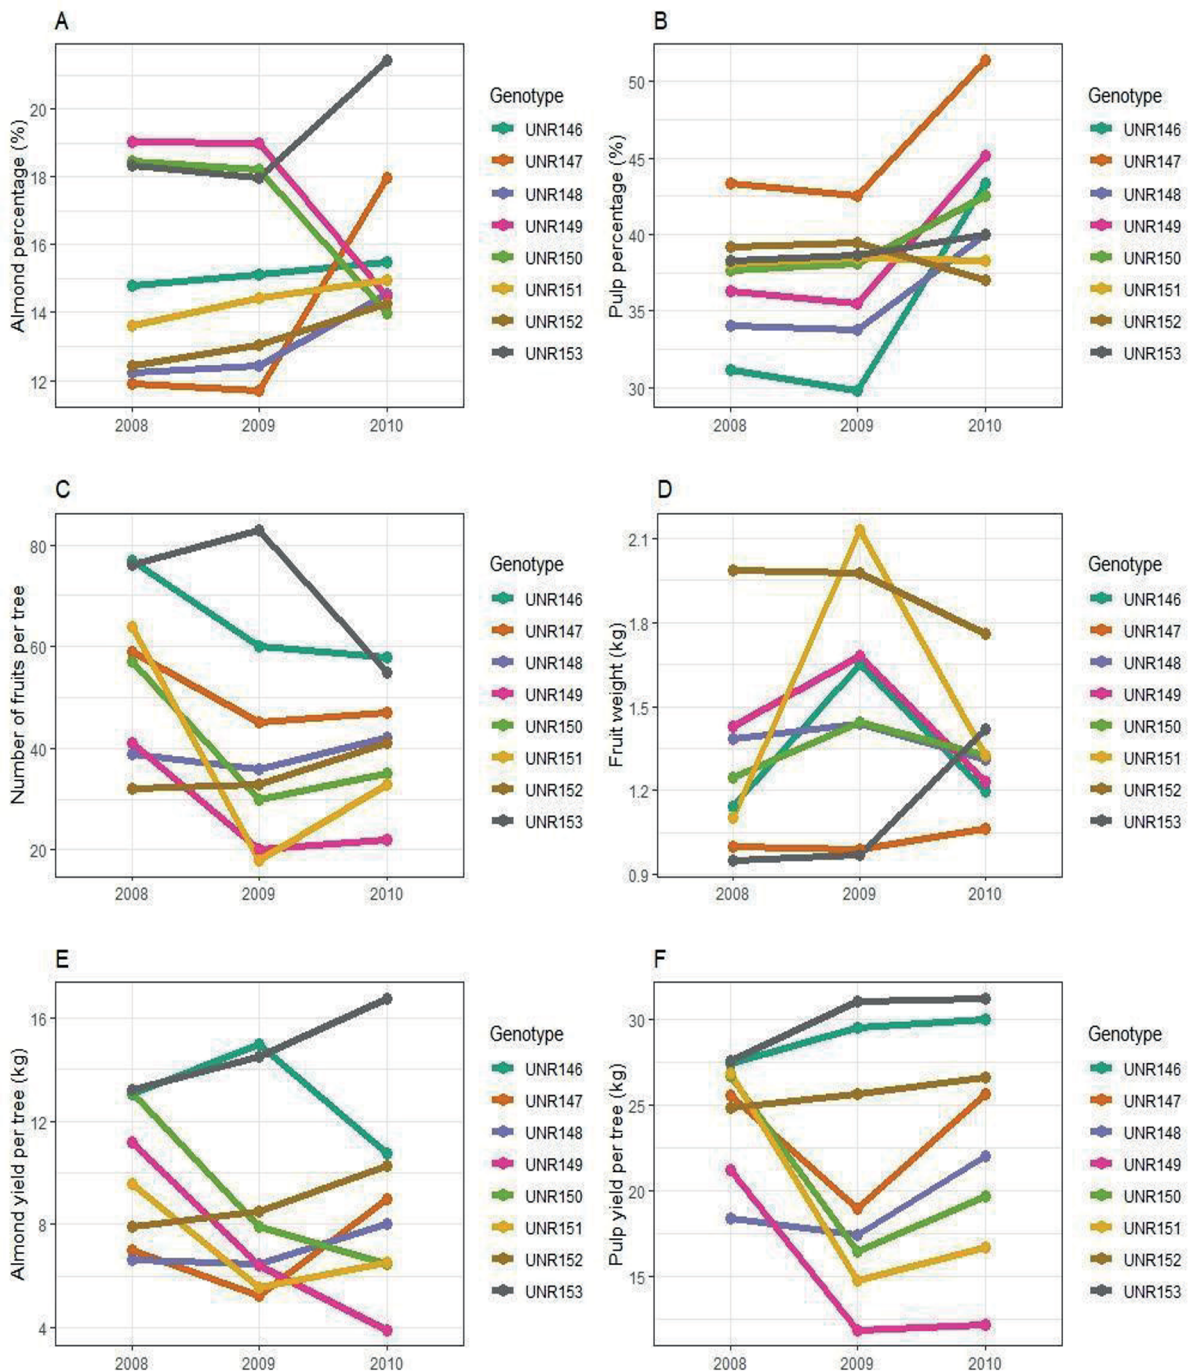 A
Almond percentage (%)
20
18
16
14
12
2008 2009 2010
Genotype
UNR146
UNR147
UNR148
UNR149
UNR150
UNR151
UNR152
UNR153
B
Pulp percentage (%)
50
45
40
35
30
2008 2009 2010
Genotype
UNR146
UNR147
UNR148
UNR149
UNR150
UNR151
UNR152
UNR153
C
Number of fruits per tree
80
60
40
20
2008 2009 2010
Genotype
UNR146
UNR147
UNR148
UNR149
UNR150
UNR151
UNR152
UNR153
D
Fruit weight (kg)
2.1
1.8
1.5
1.2
0.9
2008 2009 2010
Genotype
UNR146
UNR147
UNR148
UNR149
UNR150
UNR151
UNR152
UNR153
E
Almond yield per tree (kg)
16
12
8
4
2008 2009 2010
Genotype
UNR146
UNR147
UNR148
UNR149
UNR150
UNR151
UNR152
UNR153
F
Pulp yield per tree (kg)
30
25
20
15
2008 2009 2010
Genotype
UNR146
UNR147
UNR148
UNR149
UNR150
UNR151
UNR152
UNR153